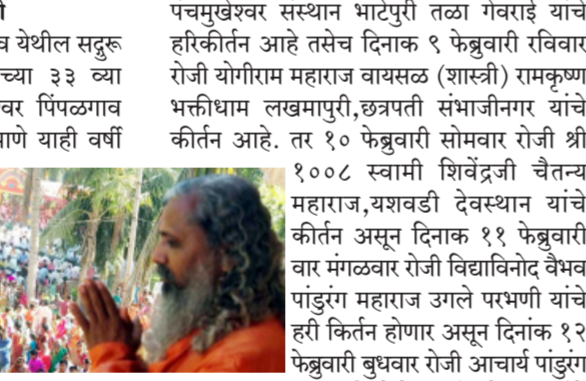 येथील सद्गुरू
च्या ३३ व्या
वर पिंपळगाव
याही वर्षी
पंचमुखेश्वर संस्थान भाटेपुरी तळा गेवराई यांचे
हरिकीर्तन आहे तसेच दिनाक ९ फेब्रुवारी रविवार
रोजी योगीराम महाराज वायसळ (शास्त्री) रामकृष्ण
भक्तीधाम लखमापुरी,छत्रपती संभाजीनगर यांचे
कीर्तन आहे. तर १० फेब्रुवारी सोमवार रोजी श्री
१००८ स्वामी शिवेंद्रजी चैतन्य
महाराज,यशवडी देवस्थान यांचे
कीर्तन असून दिनाक ११ फेब्रुवारी
वार मंगळवार रोजी विद्याविनोद वैभव
पांडुरंग महाराज उगले परभणी यांचे
हरी किर्तन होणार असून दिनांक १२
फेब्रुवारी बुधवार रोजी आचार्य पांडुरंग